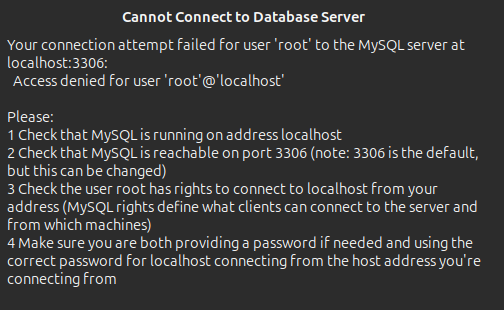 Cannot Connect to Database Server
Your connection attempt failed for user 'root' to the MySQL server at
localhost:3306:
Access denied for user 'root'@'localhost'
Please:
1 Check that MySQL is running on address localhost
2 Check that MySQL is reachable on port 3306 (note: 3306 is the default,
but this can be changed)
3 Check the user root has rights to connect to localhost from your
address (MySQL rights define what clients can connect to the server and
from which machines)
4 Make sure you are both providing a password if needed and using the
correct password for localhost connecting from the host address you're
connecting from